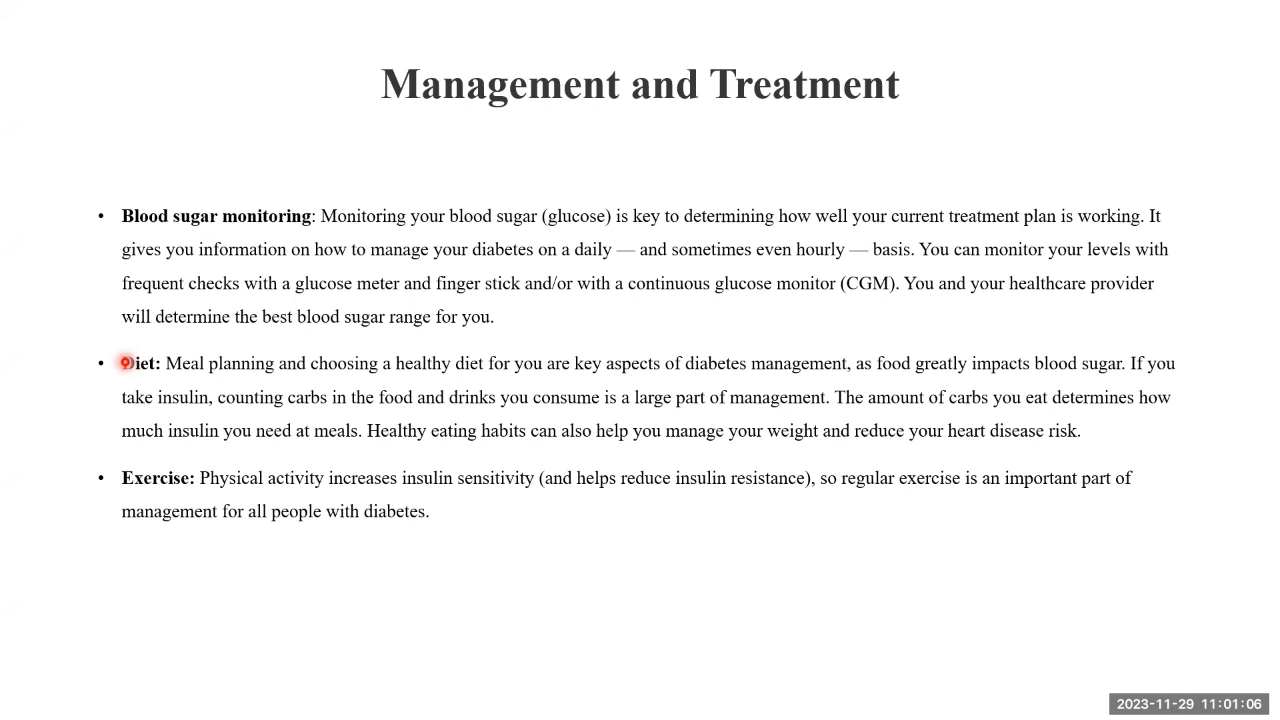 Management and Treatment
• Blood sugar monitoring: Monitoring your blood sugar (glucose) is key to determining how well your current treatment plan is working. It
gives you information on how to manage your diabetes on a daily — and sometimes even hourly — basis. You can monitor your levels with
frequent checks with a glucose meter and finger stick and/or with a continuous glucose monitor (CGM). You and your healthcare provider
will determine the best blood sugar range for you.
• Diet: Meal planning and choosing a healthy diet for you are key aspects of diabetes management, as food greatly impacts blood sugar. If you
take insulin, counting carbs in the food and drinks you consume is a large part of management. The amount of carbs you eat determines how
much insulin you need at meals. Healthy eating habits can also help you manage your weight and reduce your heart disease risk.
• Exercise: Physical activity increases insulin sensitivity (and helps reduce insulin resistance), so regular exercise is an important part of
management for all people with diabetes.
2023-11-29 11:01:06